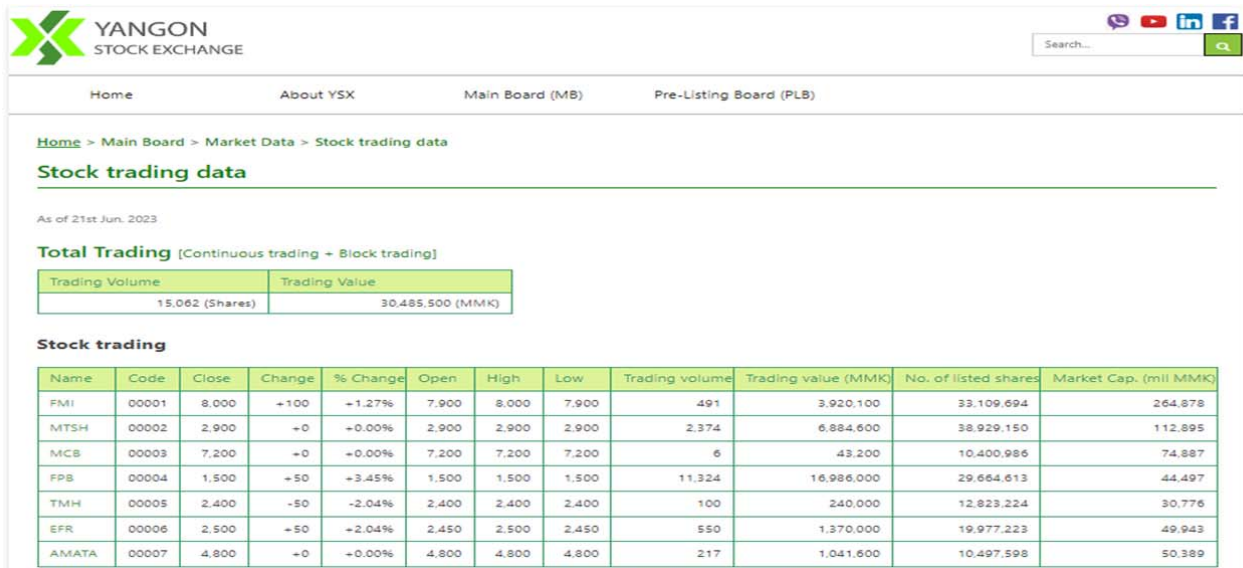 YANGON
STOCK EXCHANGE
Search...
Home About YSX Main Board (MB) Pre-Listing Board (PLB)
Home > Main Board > Market Data > Stock trading data
Stock trading data
As of 21st Jun. 2023
Total Trading [Continuous trading + Block trading]
Trading Volume Trading Value
15,062 (Shares) 30,485,500 (MMK)
Stock trading
Name Code Close Change % Change Open High Low Trading volume Trading value (MMK) No. of listed shares Market Cap. (mil MMK)
FMI 00001 8,000 +100 +1.27% 7,900 8,000 7,900 491 3,920,100 33,109,694 264,878
MTSH 00002 2,900 +0 +0.00% 2,900 2,900 2,900 2,374 6,884,600 38,929,150 112,895
MCB 00003 7,200 +0 +0.00% 7,200 7,200 7,200 6 43,200 10,400,986 74,887
FPB 00004 1,500 +50 +3.45% 1,500 1,500 1,500 11,324 16,986,000 29,664,613 44,497
TMH 00005 2,400 -50 -2.04% 2,400 2,400 2,400 100 240,000 12,823,224 30,776
EFR 00006 2,500 +50 +2.04% 2,450 2,500 2,450 550 1,370,000 19,977,223 49,943
AMATA 00007 4,800 +0 +0.00% 4,800 4,800 4,800 217 1,041,600 10,497,598 50,389